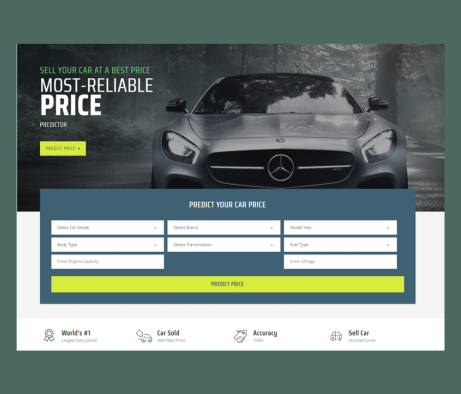 SELL YOUR CAR AT A BEST PRICE
MOST-RELIABLE
PRICE
PREDICTOR
PREDICT PRICE
PREDICT YOUR CAR PRICE
Select Car Model
Select Brand
Model Year
Body Type
Select Transmission
Fuel Type
Enter Engine Capacity
Enter Milage
PREDICT PRICE
World's #1
Car Sold
Accuracy
Sell Car
Largest Auto portal
With Best Price
100%
At a best price